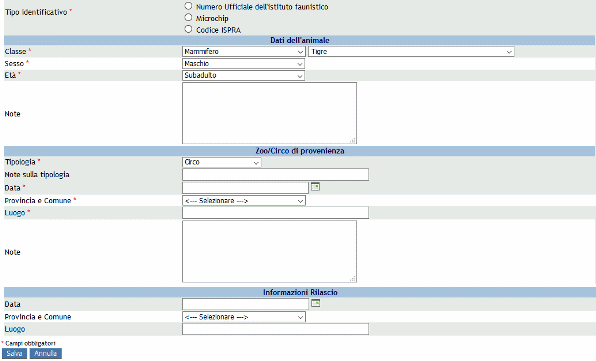 Numero Ufficiale dell'istituto faunistico
Tipo identificativo *
Microchip
Codice ISPRA
Dati dell'animale
Classe * Mammifero Tigre
Sesso * Maschio
Età * Subadulto
Note
Zoo/Circo di provenienza
Tipologia * Circo
Note sulla tipologia
Data *
Provincia e Comune * <--- Selezionare --->
Luogo *
Note
Informazioni Rilascio
Data
Provincia e Comune <--- Selezionare --->
Luogo
* Campi obbligatori
Salva Annulla